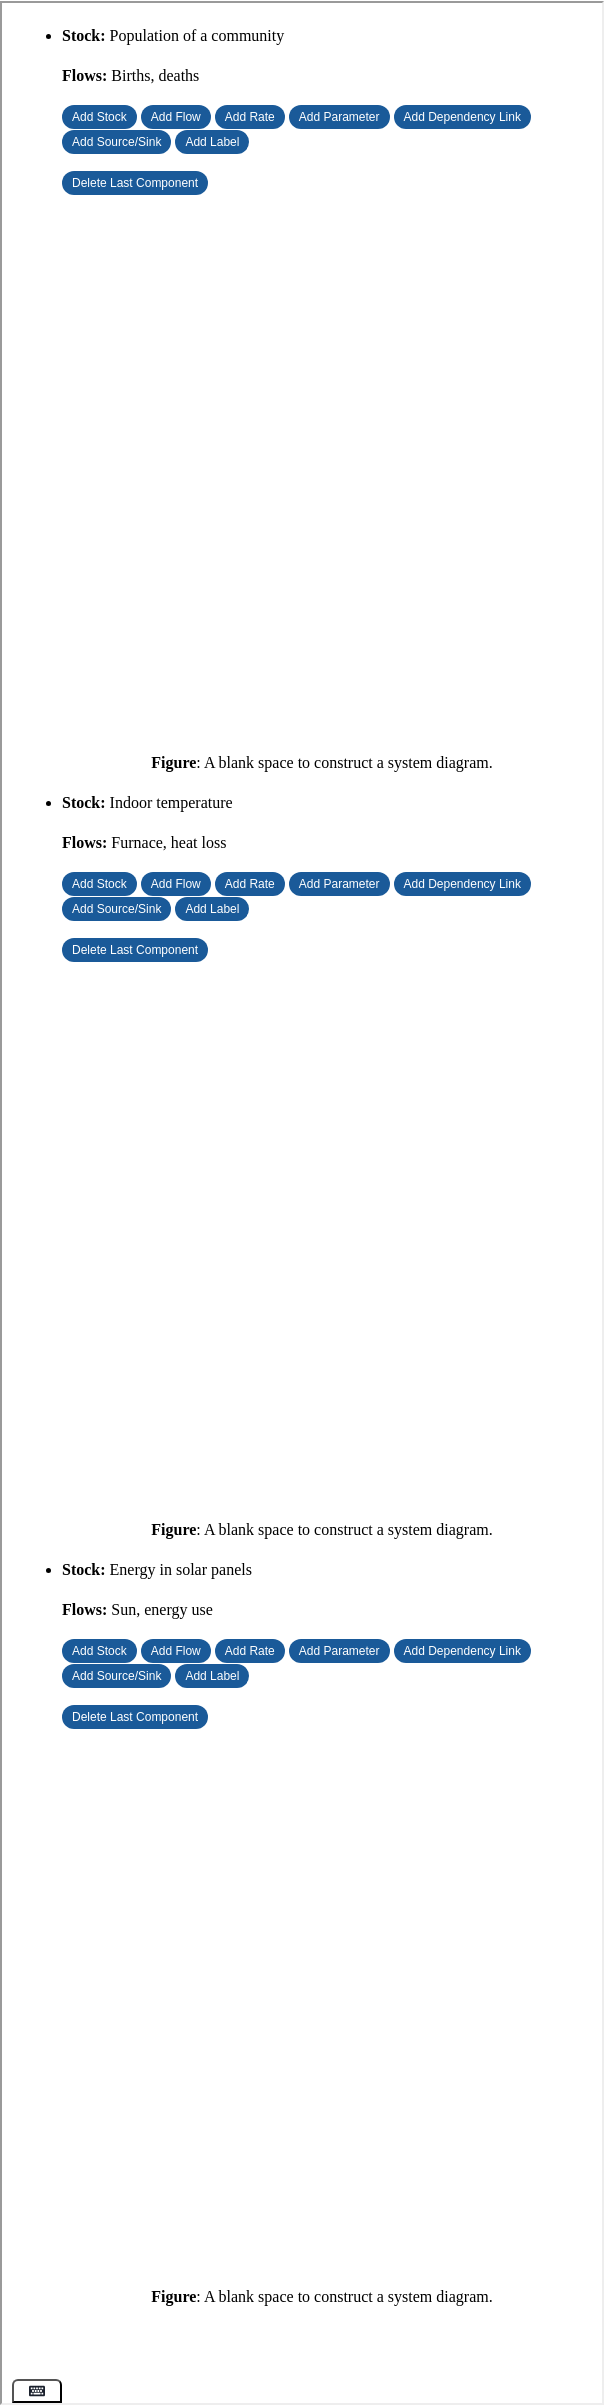 Stock: Population of a community
Flows: Births, deaths
Add Stock Add Flow Add Rate Add Parameter Add Dependency Link
Add Source/Sink Add Label
Delete Last Component
Figure: A blank space to construct a system diagram.
Stock: Indoor temperature
Flows: Furnace, heat loss
Add Stock Add Flow Add Rate Add Parameter Add Dependency Link
Add Source/Sink Add Label
Delete Last Component
Figure: A blank space to construct a system diagram.
Stock: Energy in solar panels
Flows: Sun, energy use
Add Stock Add Flow Add Rate Add Parameter Add Dependency Link
Add Source/Sink Add Label
Delete Last Component
Figure: A blank space to construct a system diagram.